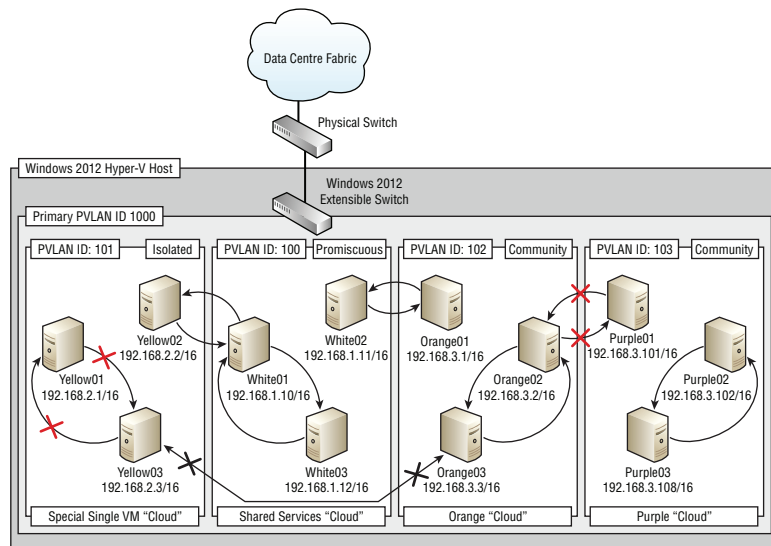 Data Centre Fabric
Physical Switch
Windows 2012 Hyper-V Host
Windows 2012
Extensible Switch
Primary PVLAN ID 1000
PVLAN ID: 101
Isolated
PVLAN ID: 100
Promiscuous
PVLAN ID: 102
Community
PVLAN ID: 103
Community
Yellow02
192.168.2.2/16
White02
192.168.1.11/16
Orange01
192.168.3.1/16
Purple01
192.168.3.101/16
Yellow01
192.168.2.1/16
White01
192.168.1.10/16
Orange02
192.168.3.2/16
Purple02
192.168.3.102/16
Yellow03
192.168.2.3/16
White03
192.168.1.12/16
Orange03
192.168.3.3/16
Purple03
192.168.3.108/16
Special Single VM “Cloud”
Shared Services “Cloud”
Orange “Cloud”
Purple “Cloud”